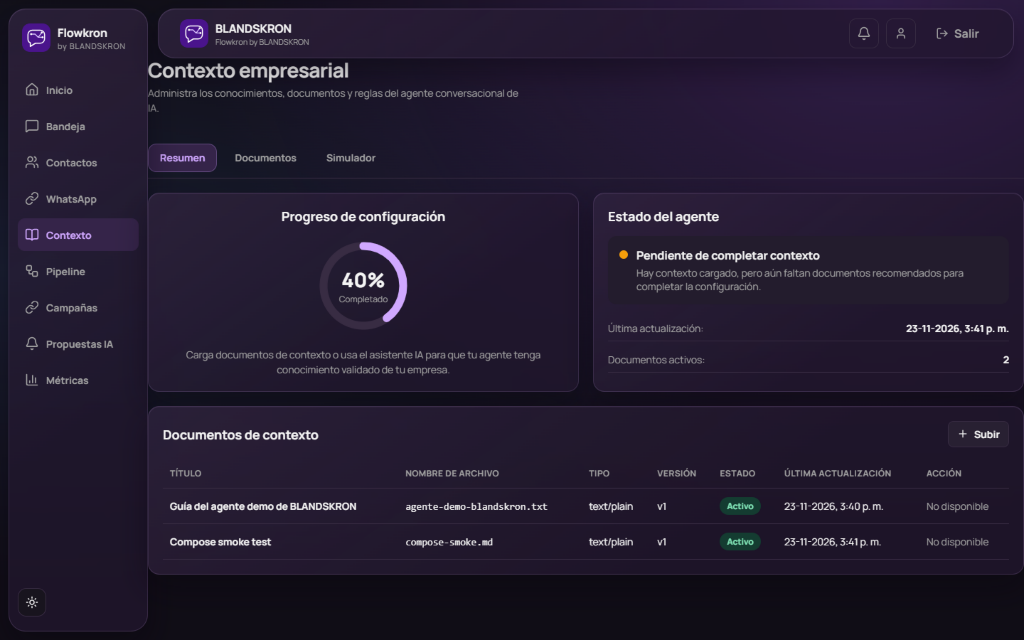 Flowkron
by BLANDSKRON
Inicio
Bandeja
Contactos
WhatsApp
Contexto
Pipeline
Campañas
Propuestas IA
Métricas
BLANDSKRON
Flowkron by BLANDSKRON
Salir
Contexto empresarial
Administra los conocimientos, documentos y reglas del agente conversacional de
IA.
Resumen Documentos Simulador
Progreso de configuración
40%
Completado
Carga documentos de contexto o usa el asistente IA para que tu agente tenga
conocimiento validado de tu empresa.
Estado del agente
Pendiente de completar contexto
Hay contexto cargado, pero aún faltan documentos recomendados para
completar la configuración.
Última actualización: 23-11-2026, 3:41 p. m.
Documentos activos: 2
Documentos de contexto
+ Subir
TÍTULO NOMBRE DE ARCHIVO TIPO VERSIÓN ESTADO ÚLTIMA ACTUALIZACIÓN ACCIÓN
Guía del agente demo de BLANDSKRON agente-demo-blandskron.txt text/plain v1 Activo 23-11-2026, 3:40 p. m. No disponible
Compose smoke test compose-smoke.md text/plain v1 Activo 23-11-2026, 3:41 p. m. No disponible